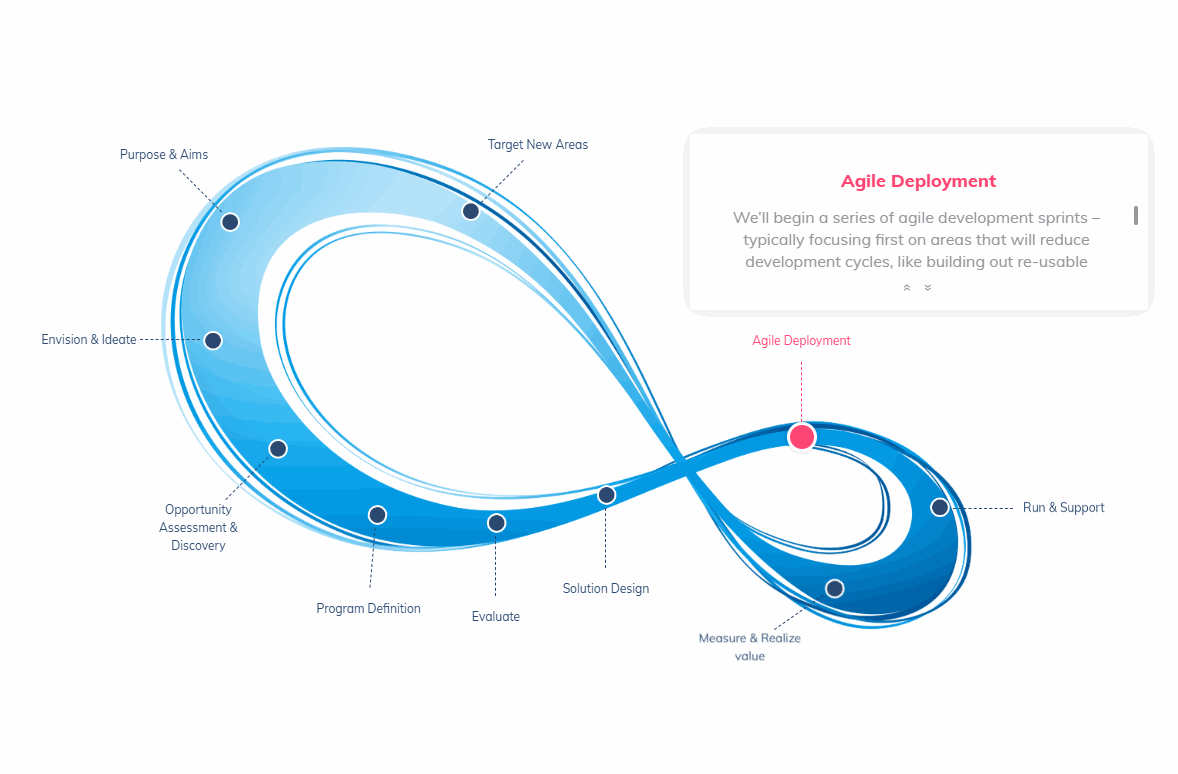 Target New Areas
Purpose & Aims
Agile Deployment
We'll begin a series of agile development sprints –
typically focusing first on areas that will reduce
development cycles, like building out re-usable
Envision & Ideate
Agile Deployment
Opportunity
Assessment &
Discovery
Run & Support
Solution Design
Program Definition
Evaluate
Measure & Realize
value